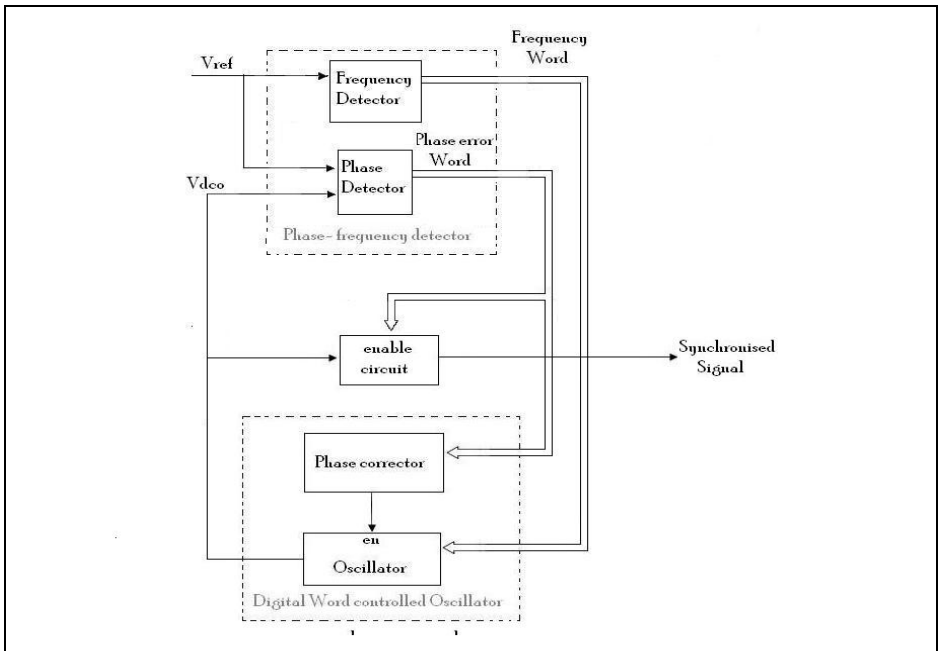 Frequency
Word
Vref
Frequency
Detector
Phase error
Word
Phase
Detector
Vdco
Phase-frequency detector
enable
circuit
Synchronised
Signal
Phase corrector
en
Oscillator
Digital Word controlled Oscillator